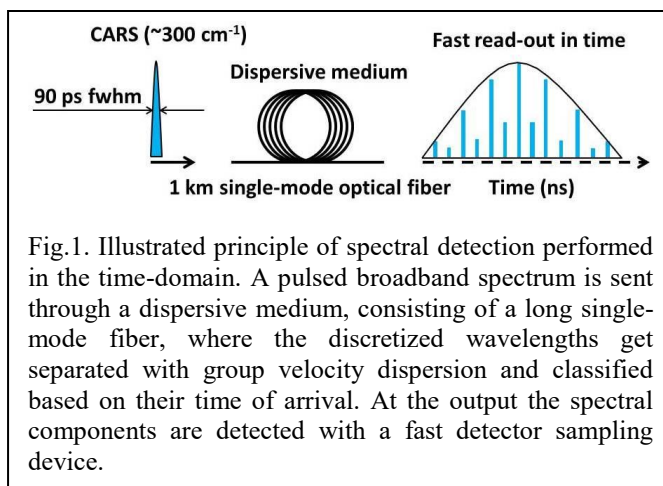 CARS (~300 cm⁻¹)
Fast read-out in time
Dispersive medium
90 ps fwhm
1 km single-mode optical fiber
Time (ns)
Fig.1. Illustrated principle of spectral detection performed
in the time-domain. A pulsed broadband spectrum is sent
through a dispersive medium, consisting of a long single-
mode fiber, where the discretized wavelengths get
separated with group velocity dispersion and classified
based on their time of arrival. At the output the spectral
components are detected with a fast detector sampling
device.